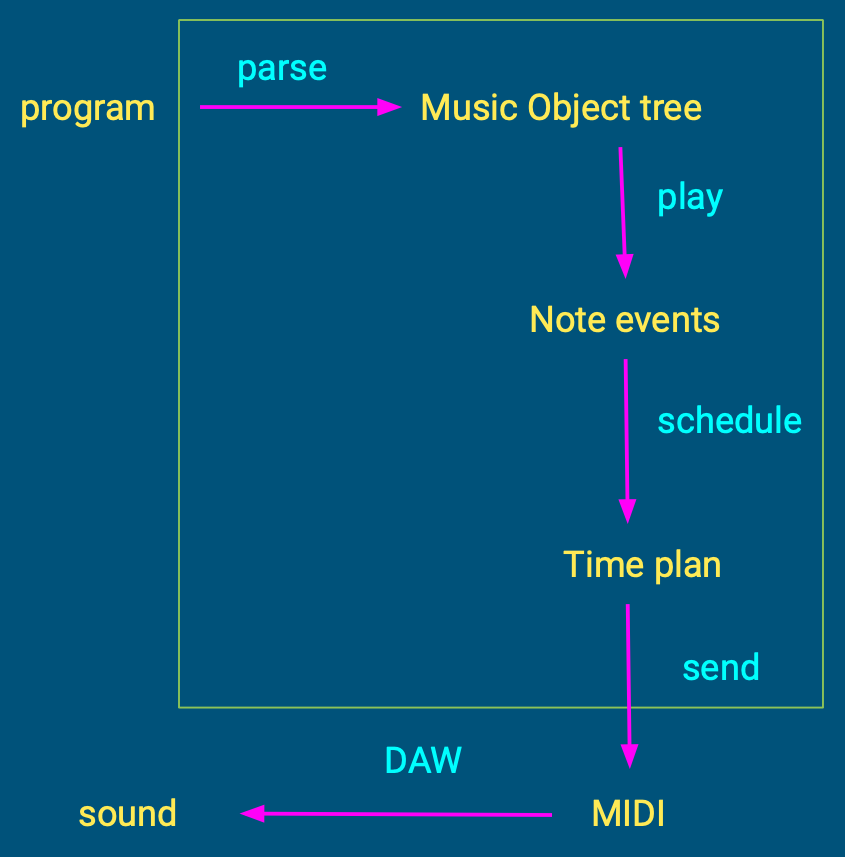 parse
program
Music Object tree
play
Note events
schedule
Time plan
send
DAW
sound
MIDI